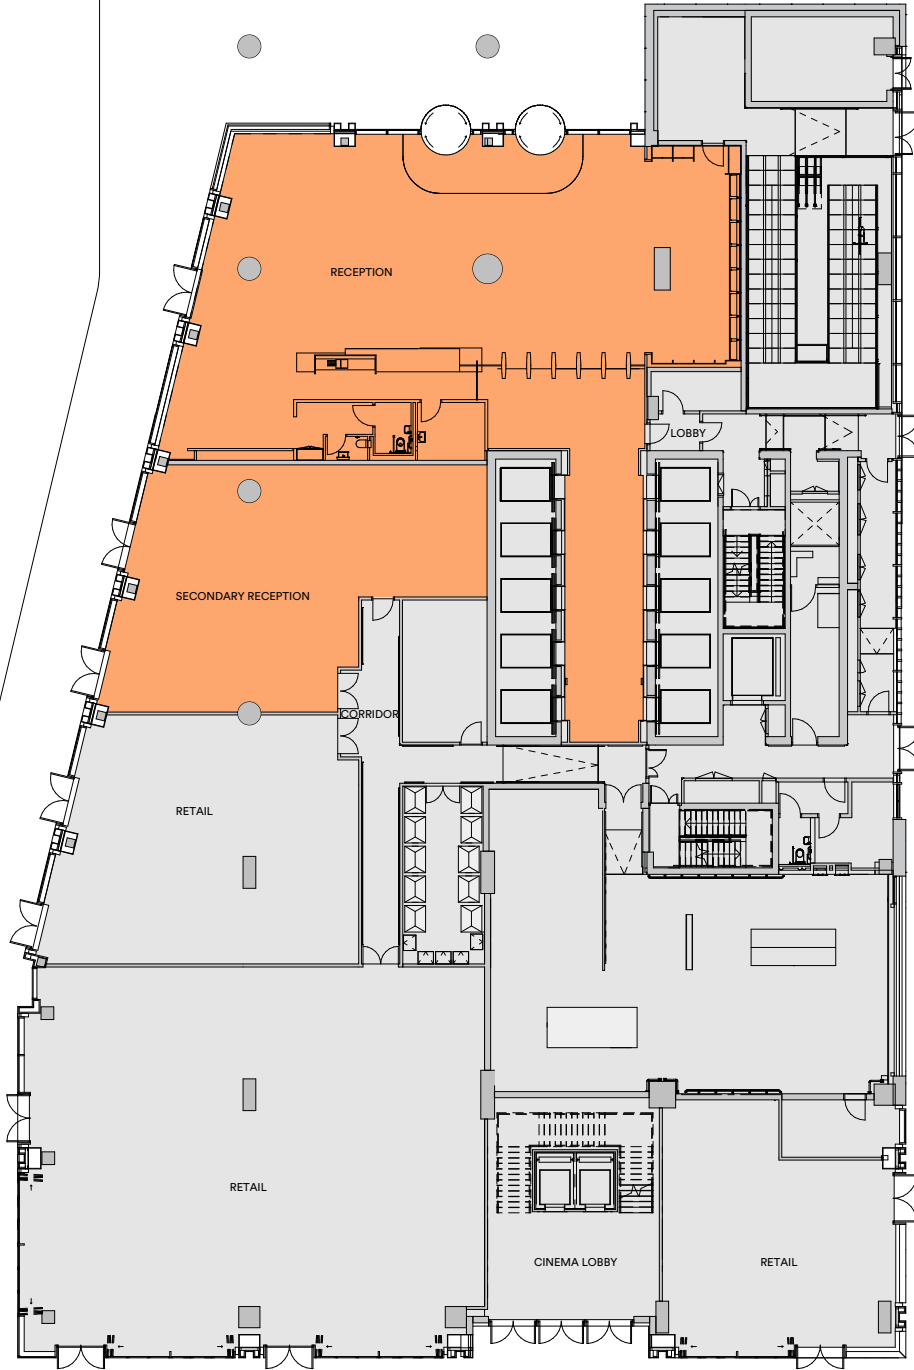 RECEPTION
LOBBY
SECONDARY RECEPTION
CORRIDOR
RETAIL
RETAIL
CINEMA LOBBY
RETAIL